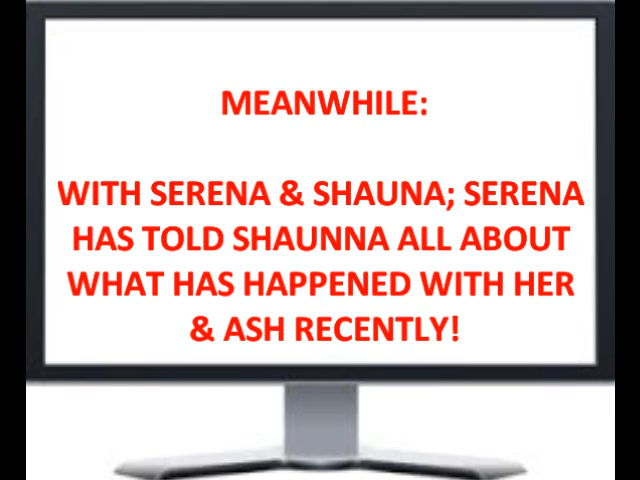 MEANWHILE:
WITH SERENA & SHAUNA; SERENA
HAS TOLD SHAUNNA ALL ABOUT
WHAT HAS HAPPENED WITH HER
& ASH RECENTLY!